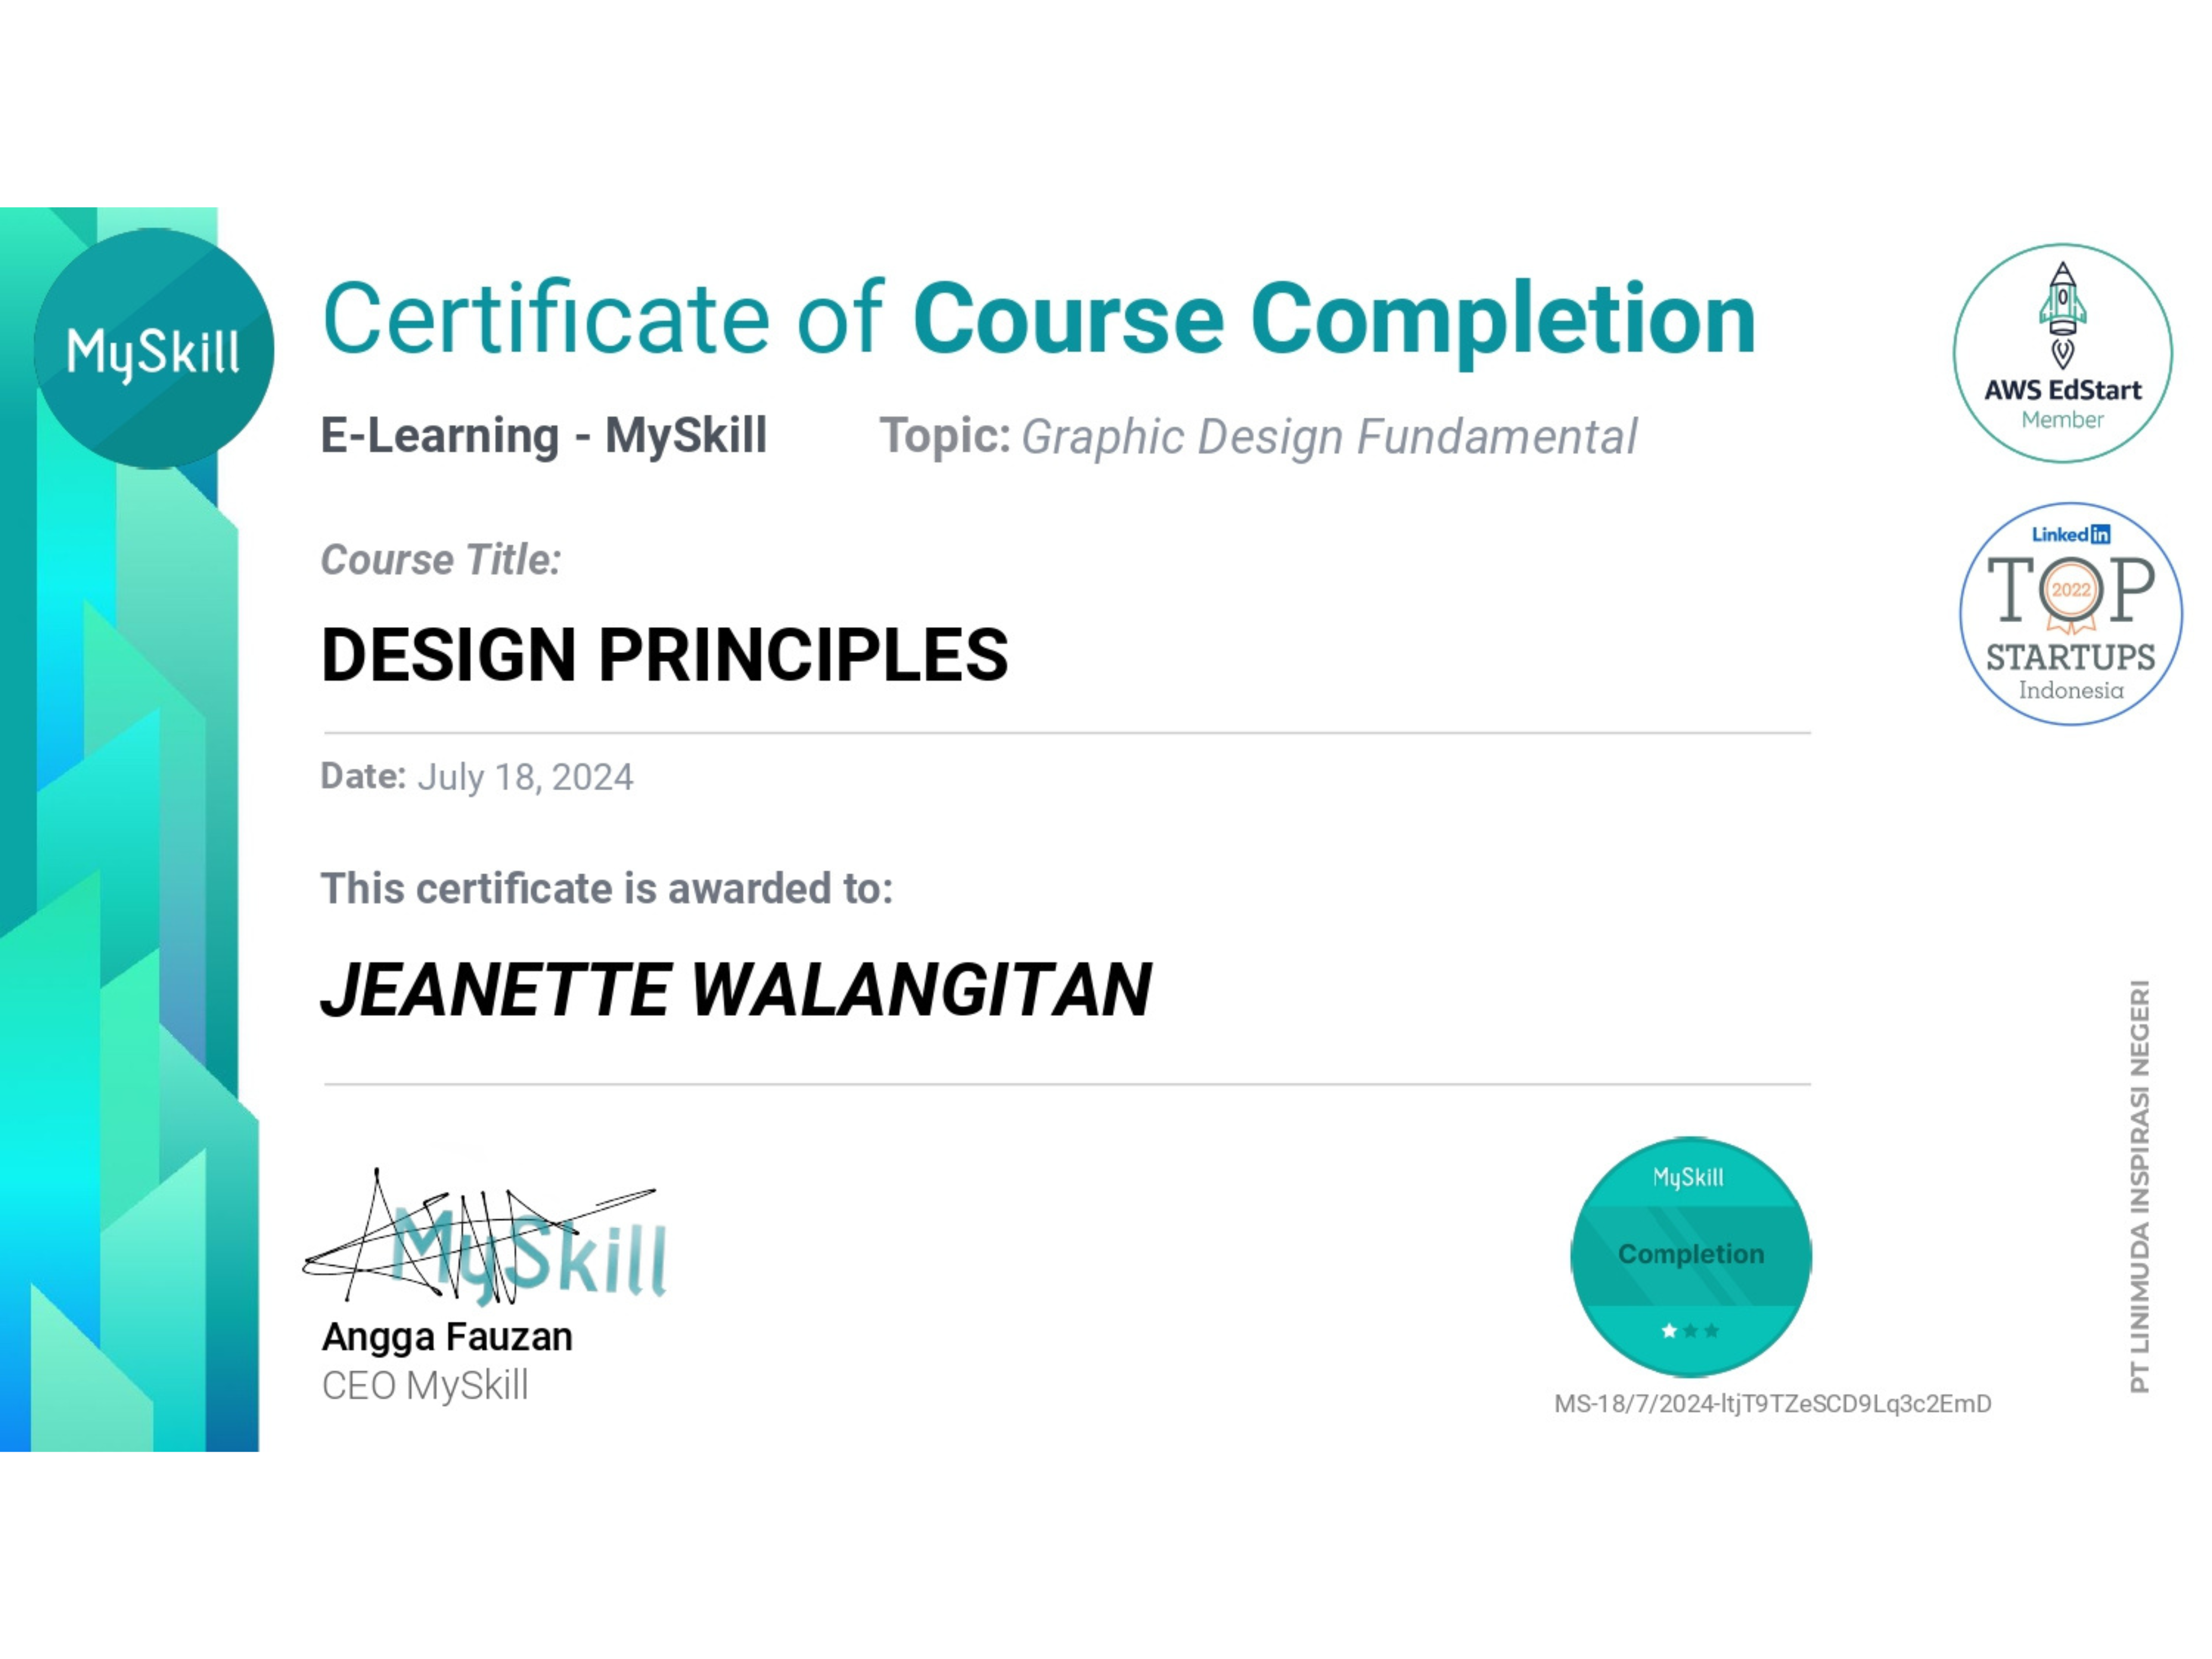 MySkill
Certificate of Course Completion
E-Learning - MySkill
Topic: Graphic Design Fundamental
Course Title:
DESIGN PRINCIPLES
Date: July 18, 2024
This certificate is awarded to:
JEANETTE WALANGITAN
MySkill
Angga Fauzan
CEO MySkill
MySkill
Completion
MS-18/7/2024-ltjT9TZeSCD9Lq3c2EmD
AWS EdStart
Member
Linked in
TOP
2022
STARTUPS
Indonesia
PT LINIMUDA INSPIRASI NEGERI